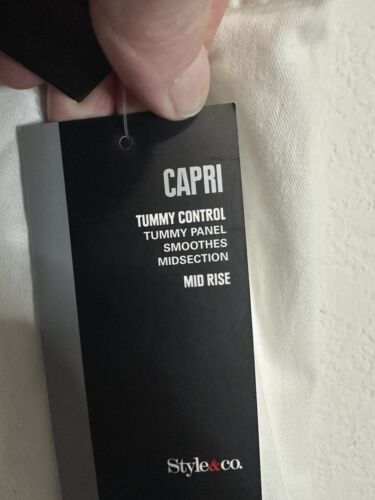 CAPRI
TUMMY CONTROL
TUMMY PANEL
SMOOTHES
MIDSECTION
MID RISE
Style&co.